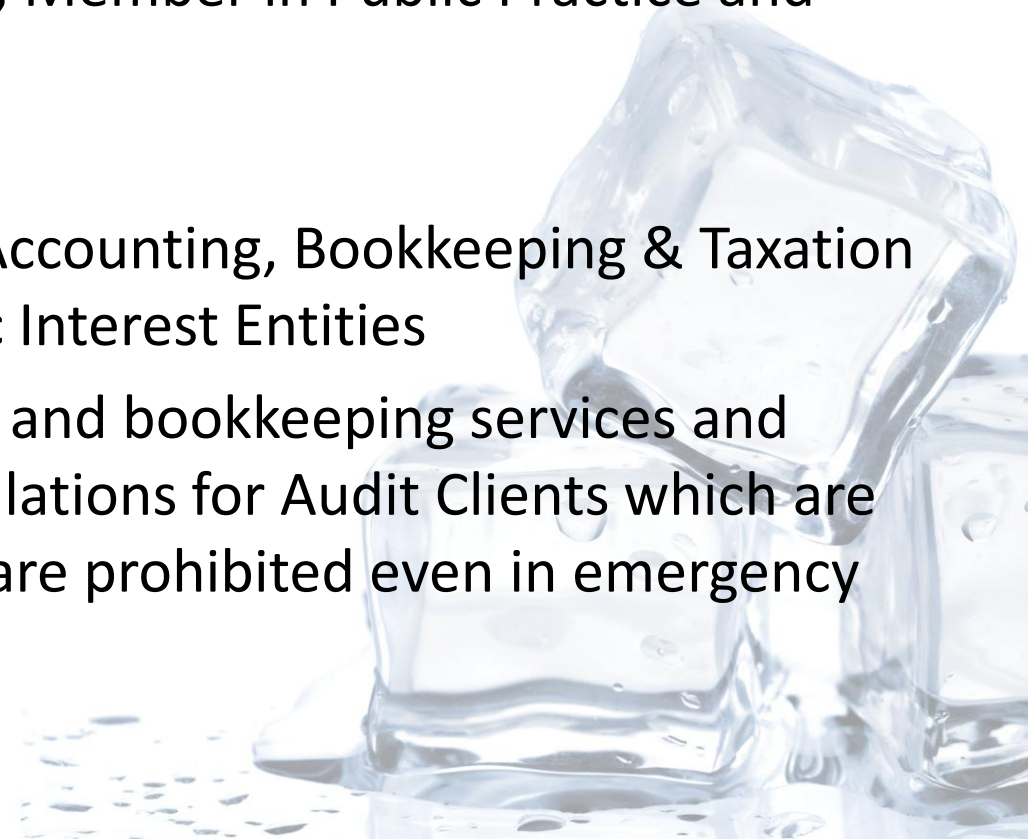 Member in Public Practice and
Accounting, Bookkeeping & Taxation
Interest Entities
and bookkeeping services and
lations for Audit Clients which are
are prohibited even in emergency